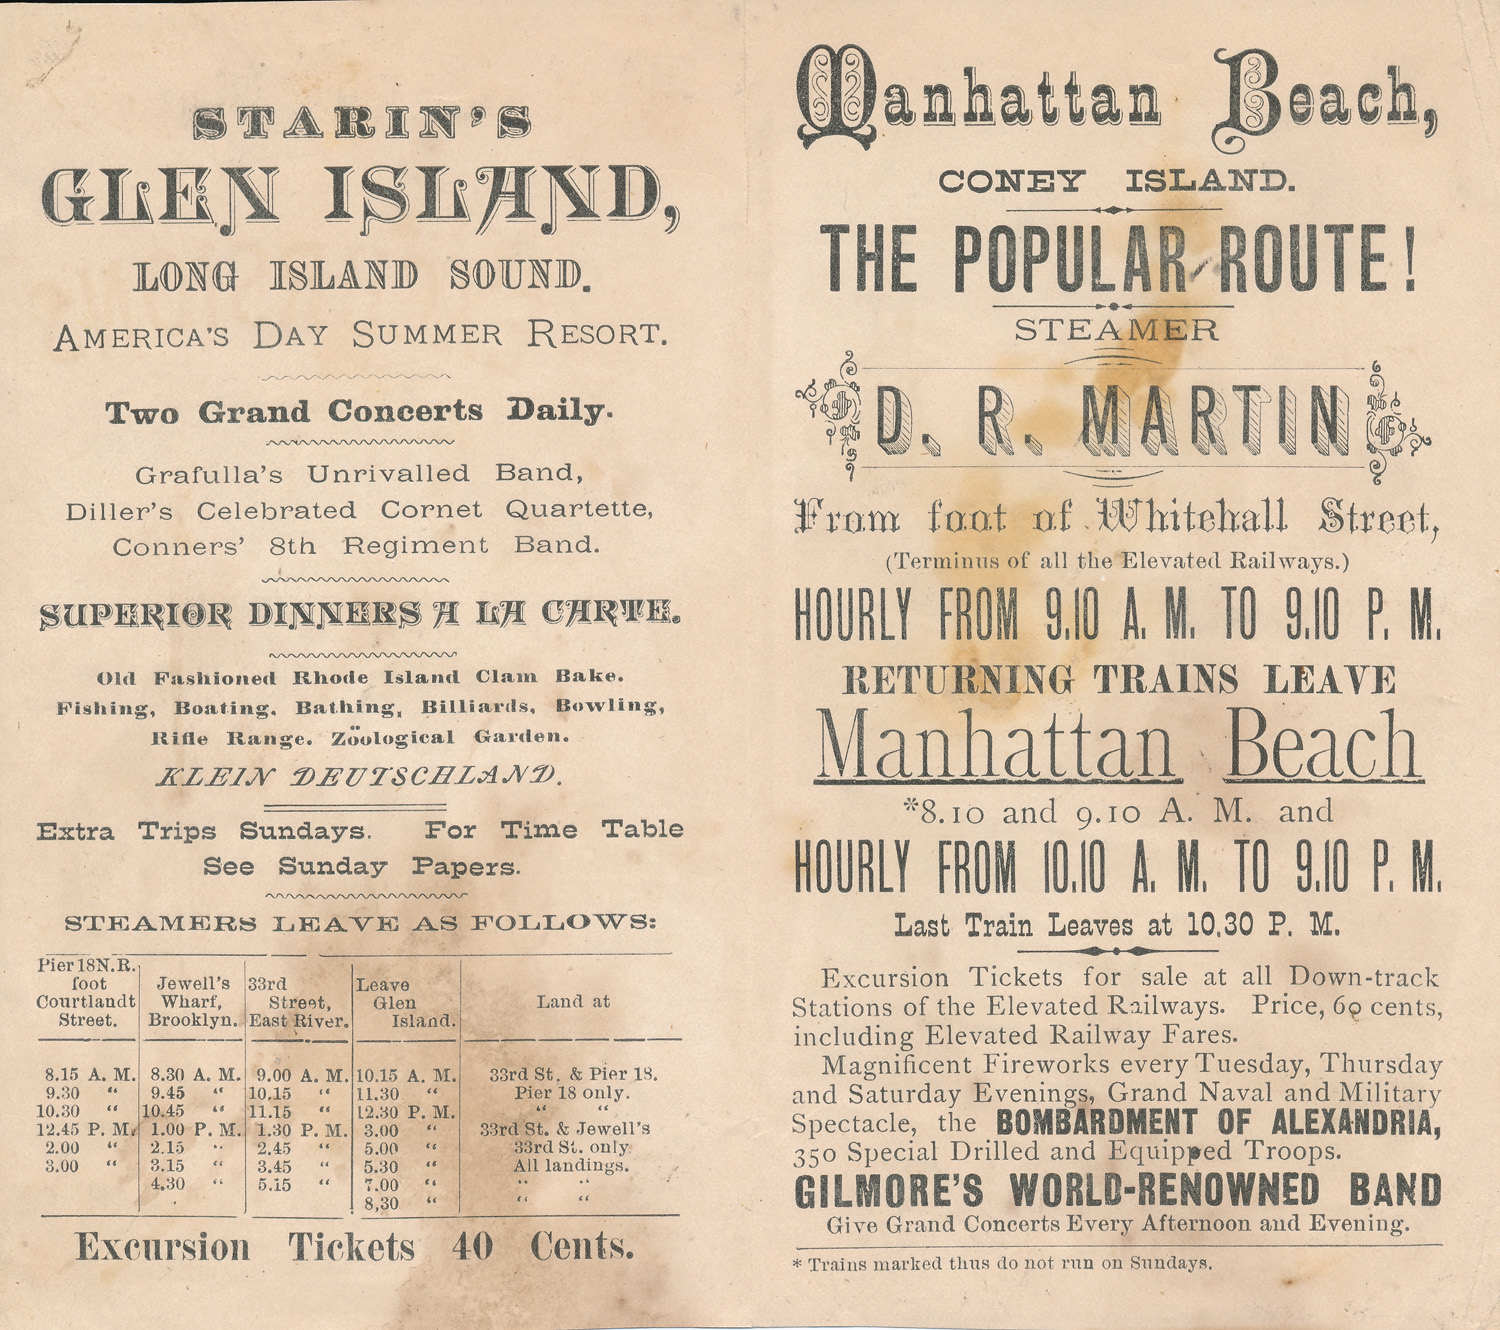 STARIN'S
GLEN ISLAND,
LONG ISLAND SOUND.
AMERICA'S DAY SUMMER RESORT.
Two Grand Concerts Daily.
Grafulla's Unrivalled Band,
Diller's Celebrated Cornet Quartette,
Conners' 8th Regiment Band.
SUPERIOR DINNERS A LA CARTE.
Old Fashioned Rhode Island Clam Bake.
Fishing, Boating. Bathing, Billiards, Bowling,
Rifle Range. Zöological Garden.
KLEIN DEUTSCHLAND.
Extra Trips Sundays. For Time Table
See Sunday Papers.
STEAMERS LEAVE AS FOLLOWS:
Pier 18 N. R. foot Courtlandt Street. Jewell's Wharf, Brooklyn. 33rd Street, East River. Leave Glen Island. Land at
8.15 A. M. 8.30 A. M. 9.00 A. M. 10.15 A. M. 33rd St. & Pier 18.
9.30 " 9.45 " 10.15 " 11.30 " Pier 18 only.
10.30 " 10.45 " 11.15 " 12.30 P. M. " "
12.45 P. M. 1.00 P. M. 1.30 P. M. 3.00 " 33rd St. & Jewell's
2.00 " 2.15 " 2.45 " 5.00 " 33rd St. only
3.00 " 3.15 " 3.45 " 5.30 " All landings.
4.30 " 5.15 " 7.00 " " "
8,30 " " "
Excursion Tickets 40 Cents.
Manhattan Beach,
CONEY ISLAND.
THE POPULAR ROUTE!
STEAMER
D. R. MARTIN
From foot of Whitehall Street,
(Terminus of all the Elevated Railways.)
HOURLY FROM 9.10 A. M. TO 9.10 P. M.
RETURNING TRAINS LEAVE
Manhattan Beach
*8.10 and 9.10 A. M. and
HOURLY FROM 10.10 A. M. TO 9.10 P. M.
Last Train Leaves at 10.30 P. M.
Excursion Tickets for sale at all Down-track
Stations of the Elevated Railways. Price, 60 cents,
including Elevated Railway Fares.
Magnificent Fireworks every Tuesday, Thursday
and Saturday Evenings, Grand Naval and Military
Spectacle, the BOMBARDMENT OF ALEXANDRIA,
350 Special Drilled and Equipped Troops.
GILMORE'S WORLD-RENOWNED BAND
Give Grand Concerts Every Afternoon and Evening.
* Trains marked thus do not run on Sundays.